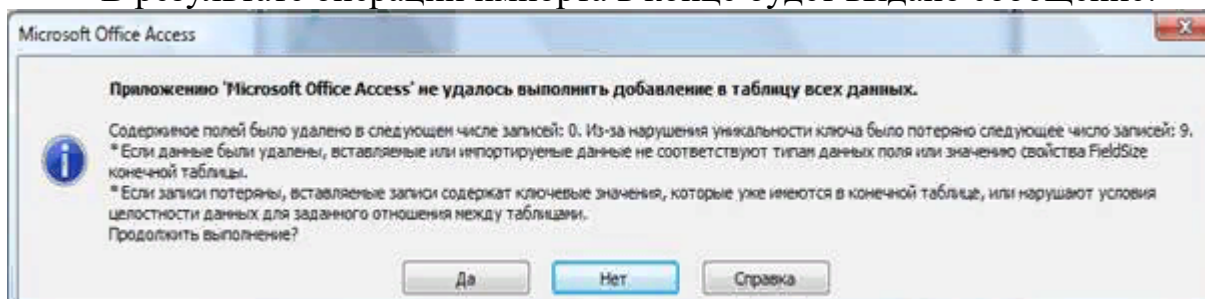 В результате операции импорта в конце будет выдано сообщение:
Microsoft Office Access
X
Приложению 'Microsoft Office Access' не удалось выполнить добавление в таблицу всех данных.
Содержимое полей было удалено в следующем числе записей: 0. Из-за нарушения уникальности ключа было потеряно следующее число записей: 9.
* Если данные были удалены, вставляемые или импортируемые данные не соответствуют типам данных поля или значению свойства FieldSize
конечной таблицы.
* Если записи потеряны, вставляемые записи содержат ключевые значения, которые уже имеются в конечной таблице, или нарушают условия
целостности данных для заданного отношения между таблицами.
Продолжить выполнение?
Да Нет Справка